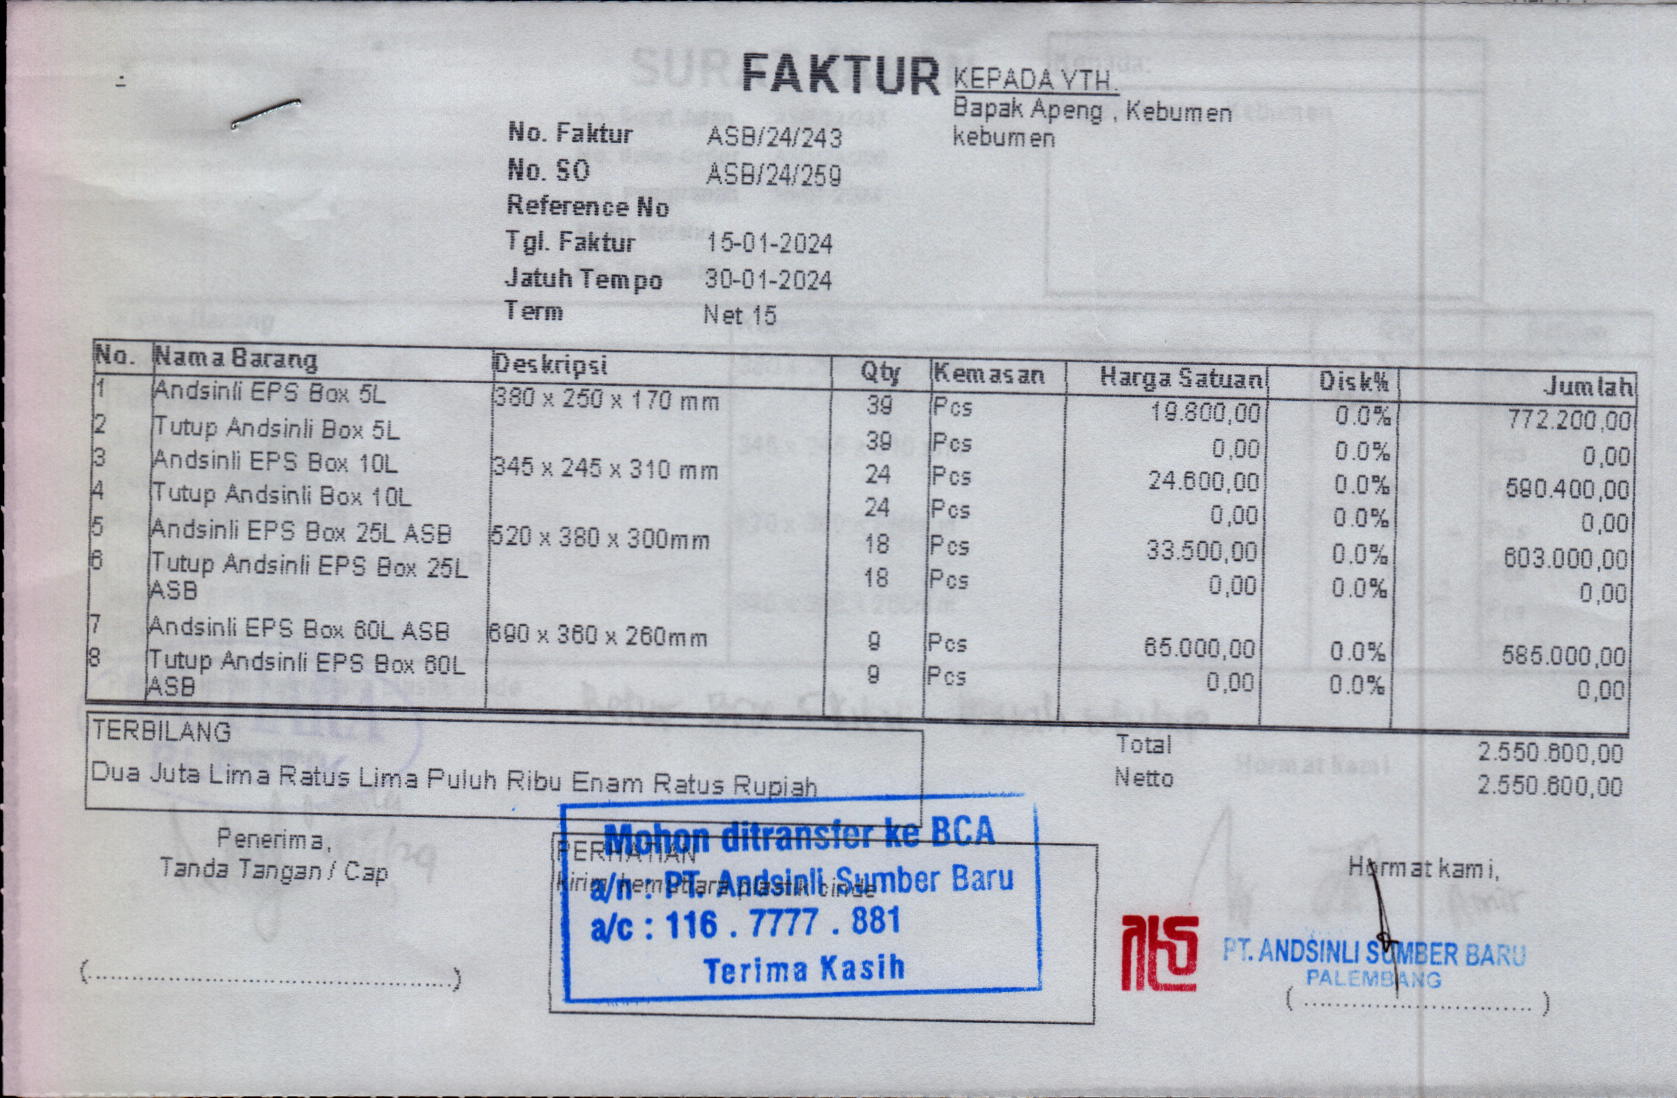 FAKTUR
KEPADA YTH.
Bapak Apeng , Kebumen
kebumen
No. Faktur ASB/24/243
No. SO ASB/24/259
Reference No
Tgl. Faktur 15-01-2024
Jatuh Tempo 30-01-2024
Term Net 15
No. Nama Barang Deskripsi Qty Kemasan Harga Satuan Disk% Jumlah
1 Andsinli EPS Box 5L 380 x 250 x 170 mm 39 Pcs 19.800,00 0.0% 772.200,00
2 Tutup Andsinli Box 5L 39 Pcs 0,00 0.0% 0,00
3 Andsinli EPS Box 10L 345 x 245 x 310 mm 24 Pcs 24.600,00 0.0% 590.400,00
4 Tutup Andsinli Box 10L 24 Pcs 0,00 0.0% 0,00
5 Andsinli EPS Box 25L ASB 520 x 380 x 300mm 18 Pcs 33.500,00 0.0% 603.000,00
6 Tutup Andsinli EPS Box 25L 18 Pcs 0,00 0.0% 0,00
ASB
7 Andsinli EPS Box 60L ASB 690 x 360 x 260mm 9 Pcs 65.000,00 0.0% 585.000,00
8 Tutup Andsinli EPS Box 60L 9 Pcs 0,00 0.0% 0,00
ASB
TERBILANG
Dua Juta Lima Ratus Lima Puluh Ribu Enam Ratus Rupiah
Total 2.550.600,00
Netto 2.550.600,00
Penerima,
Tanda Tangan / Cap
(................................................)
PERHATIAN
Mohon ditransfer ke BCA
a/n : PT. Andsinli Sumber Baru
a/c : 116 . 7777 . 881
Terima Kasih
Hormat kami,
PT. ANDSINLI SUMBER BARU
PALEMBANG
( ............................... )